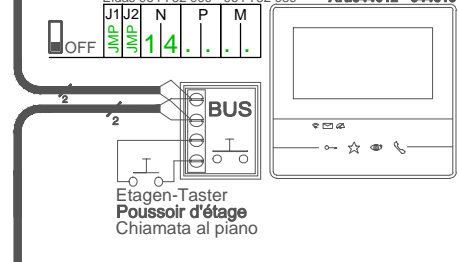 J1 J2 N P M
OFF JMP JMP 1 4 . . . .
2
2
BUS
Etagen-Taster
Poussoir d'étage
Chiamata al piano